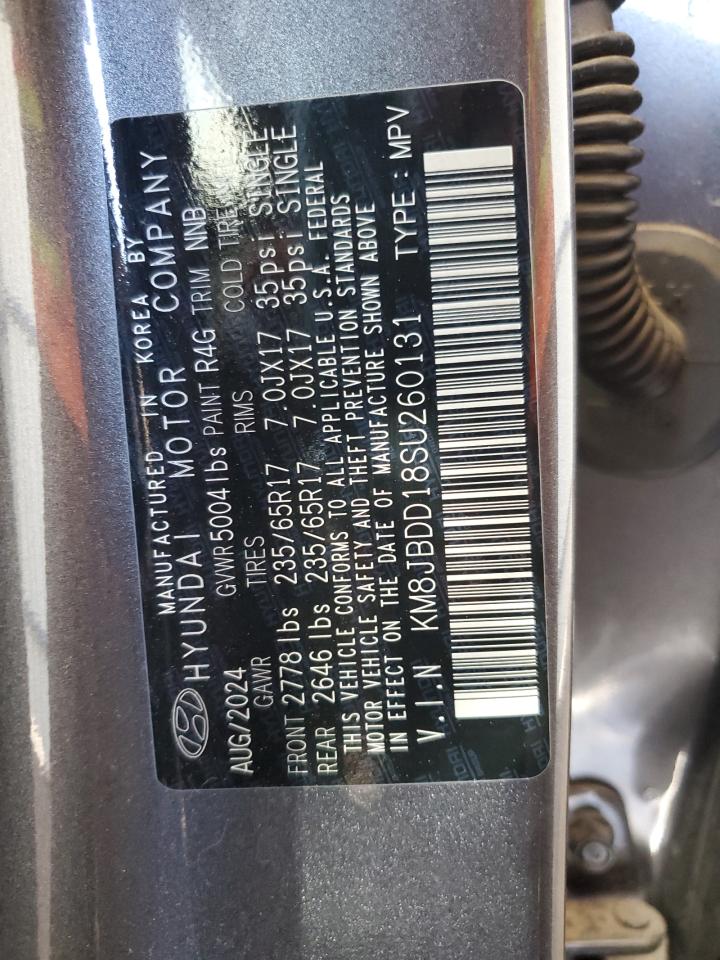 MANUFACTURED IN KOREA BY
HYUNDAI MOTOR COMPANY
AUG/2024 GVWR 5004 lbs PAINT R4G TRIM NNB
GAWR TIRES RIMS COLD TIRE
FRONT 2778 lbs 235/65R17 7.0JX17 35psi SINGLE
REAR 2646 lbs 235/65R17 7.0JX17 35psi SINGLE
THIS VEHICLE CONFORMS TO ALL APPLICABLE U.S.A. FEDERAL
MOTOR VEHICLE SAFETY AND THEFT PREVENTION STANDARDS
IN EFFECT ON THE DATE OF MANUFACTURE SHOWN ABOVE
V.I.N KM8JBDD18SU260131 TYPE : MPV